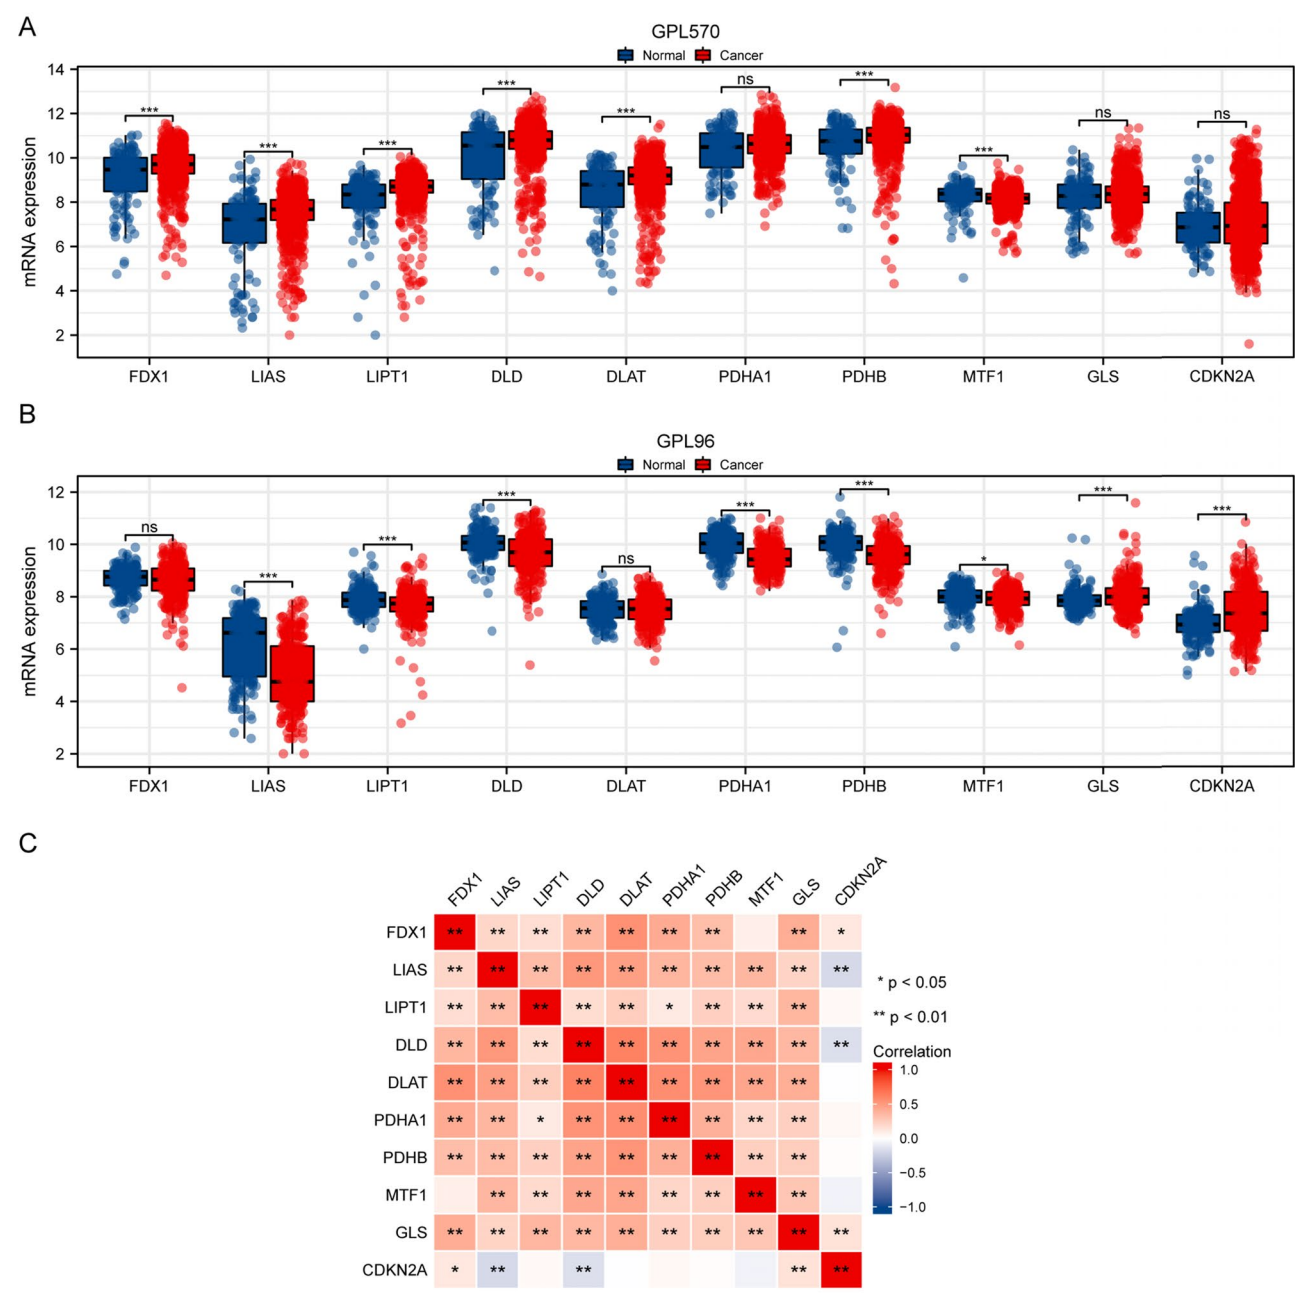 A
GPL570
Normal Cancer
mRNA expression
14
12
10
8
6
4
2
*** *** *** *** *** ns *** *** ns ns
FDX1 LIAS LIPT1 DLD DLAT PDHA1 PDHB MTF1 GLS CDKN2A
B
GPL96
Normal Cancer
mRNA expression
12
10
8
6
4
2
ns *** *** *** ns *** *** * *** ***
FDX1 LIAS LIPT1 DLD DLAT PDHA1 PDHB MTF1 GLS CDKN2A
C
FDX1 LIAS LIPT1 DLD DLAT PDHA1 PDHB MTF1 GLS CDKN2A
FDX1 ** ** ** ** ** ** ** ** *
LIAS ** ** ** ** ** ** ** ** ** **
LIPT1 ** ** ** ** ** * ** ** **
DLD ** ** ** ** ** ** ** ** ** **
DLAT ** ** ** ** ** ** ** ** **
PDHA1 ** ** * ** ** ** ** ** **
PDHB ** ** ** ** ** ** ** ** **
MTF1 ** ** ** ** ** ** ** **
GLS ** ** ** ** ** ** ** ** ** **
CDKN2A * ** ** ** **
* p < 0.05
** p < 0.01
Correlation
1.0
0.5
0.0
−0.5
−1.0